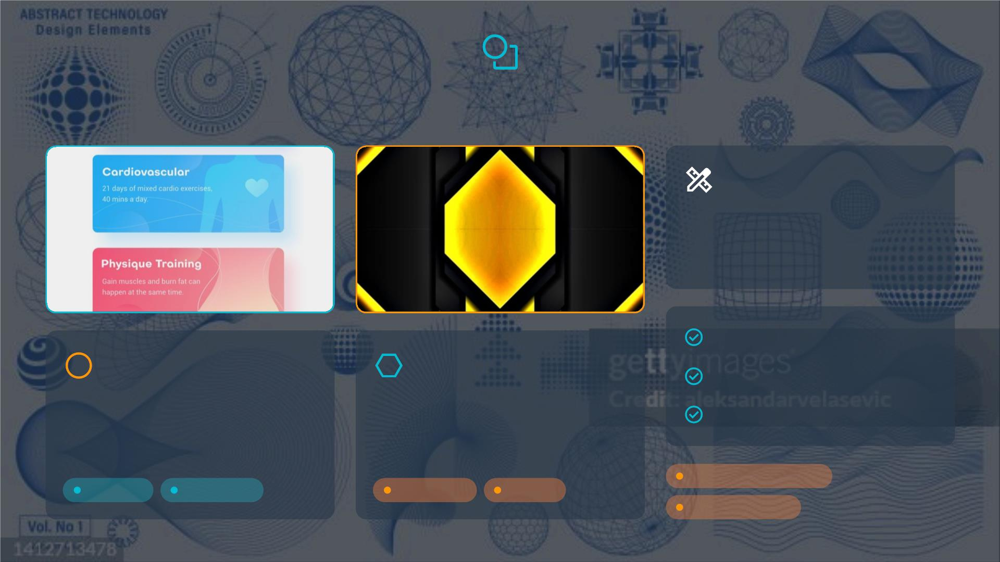 ABSTRACT TECHNOLOGY
Design Elements
Cardiovascular
21 days of mixed cardio exercises,
40 mins a day.
Physique Training
Gain muscles and burn fat can
happen at the same time.
gettyimages
Credit: aleksandarvelasevic
Vol. No 1
1412713478